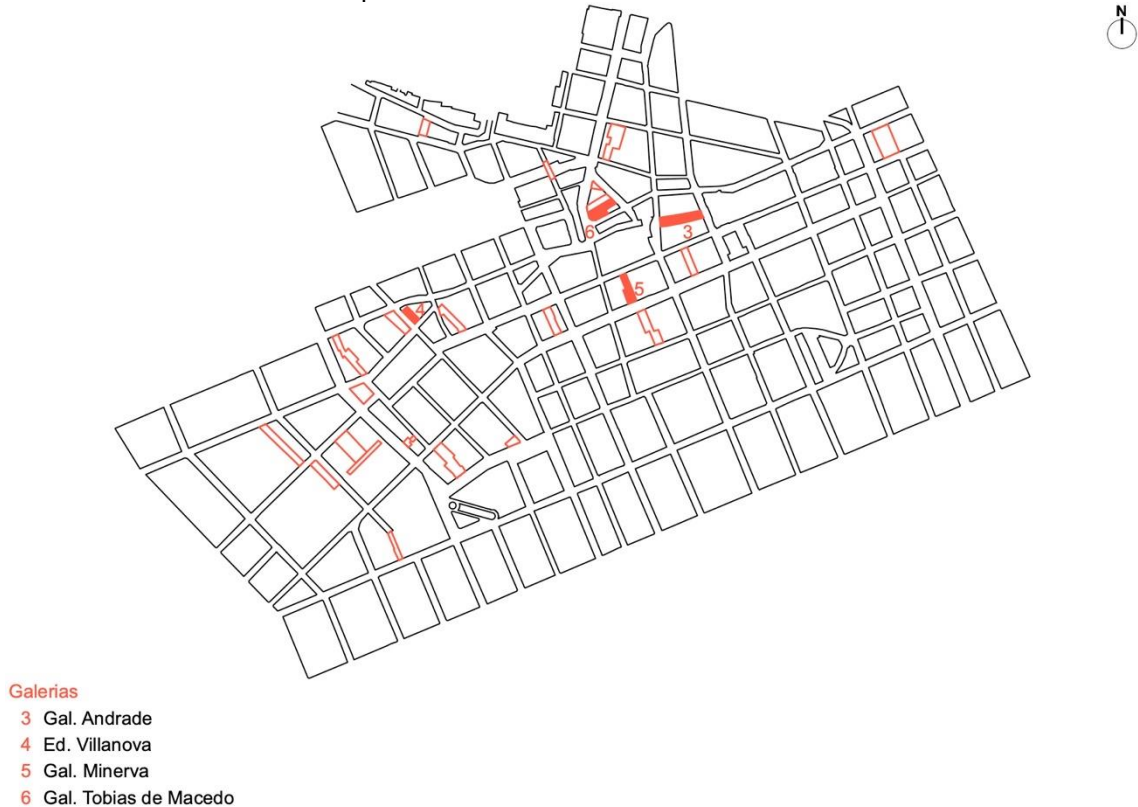 N
6
3
5
4
Galerias
3 Gal. Andrade
4 Ed. Villanova
5 Gal. Minerva
6 Gal. Tobias de Macedo